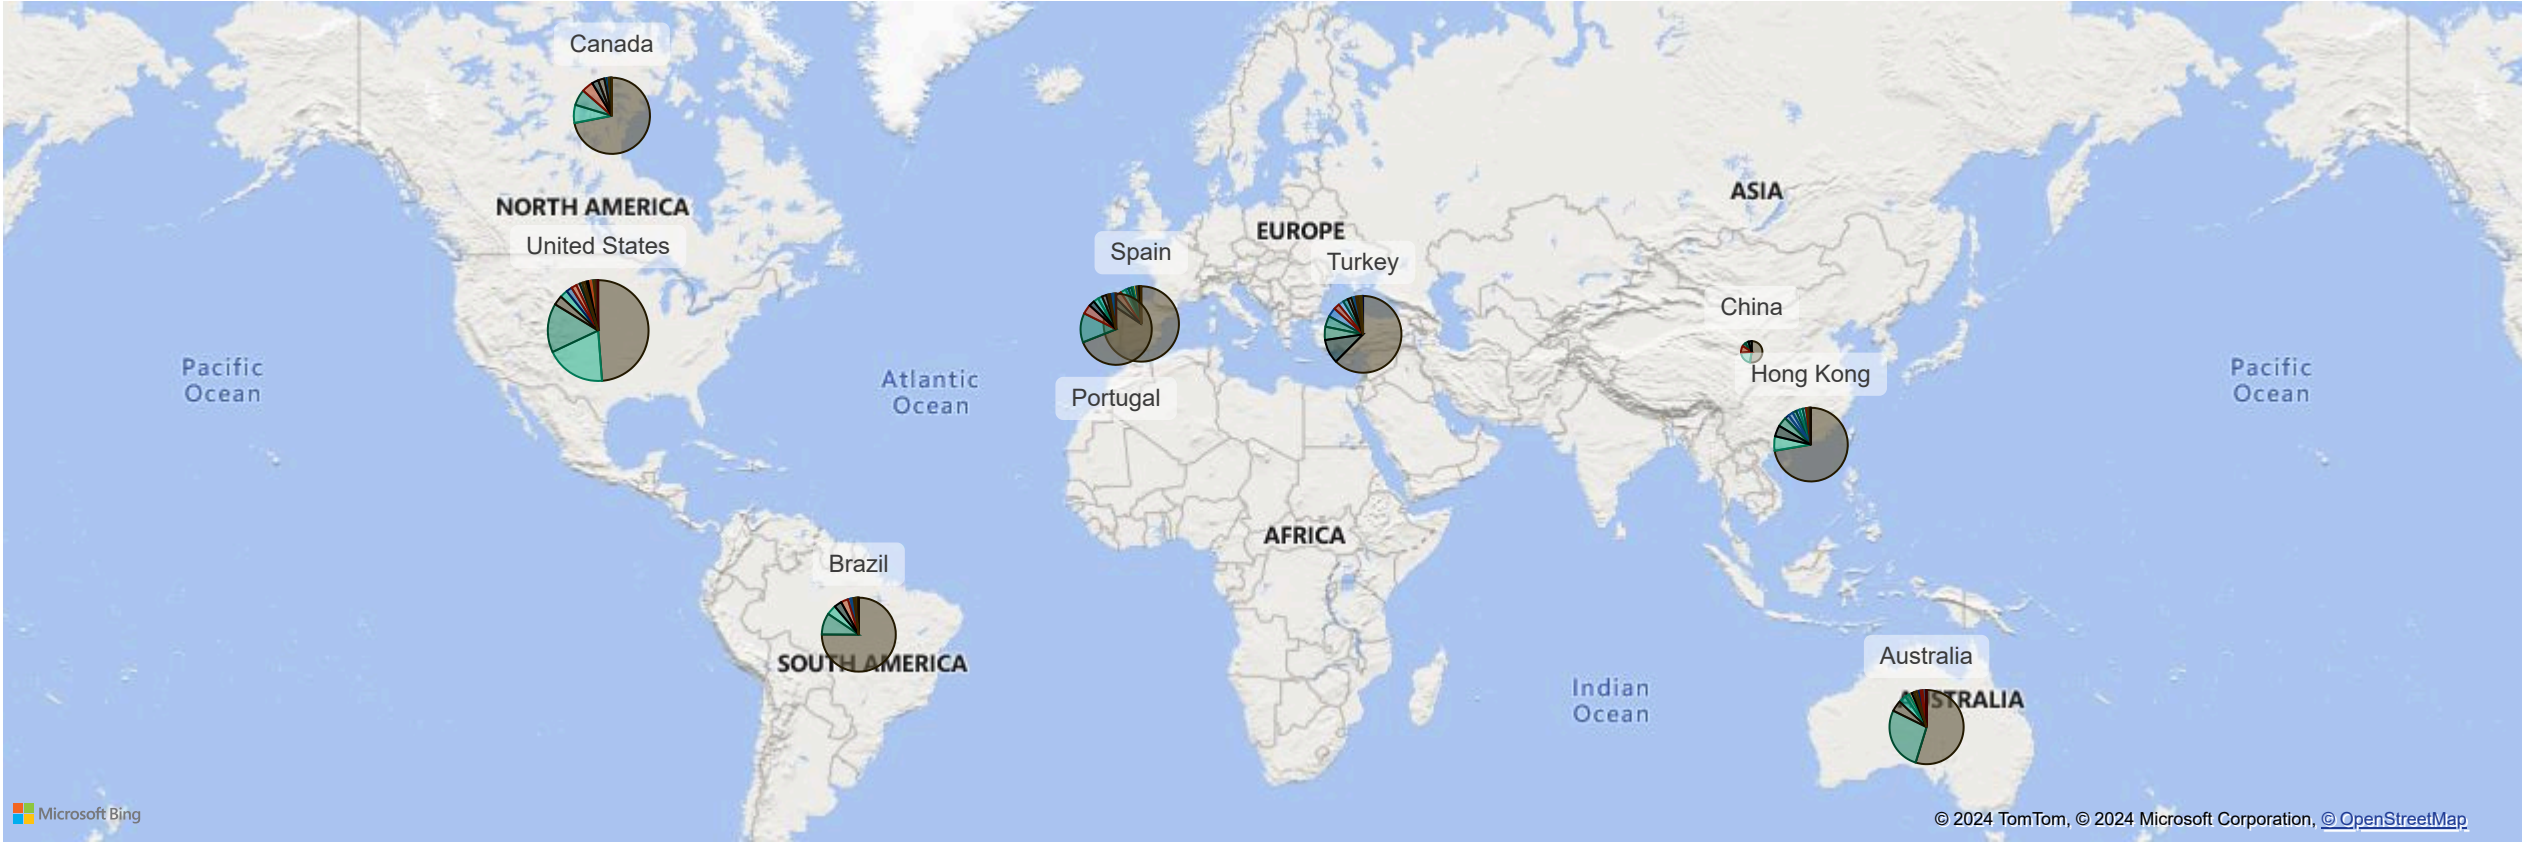 Canada
NORTH AMERICA
ASIA
EUROPE
United States
Spain
Turkey
China
Pacific
Ocean
Atlantic
Ocean
Portugal
Hong Kong
Pacific
Ocean
AFRICA
Brazil
SOUTH AMERICA
Australia
AUSTRALIA
Indian
Ocean
Microsoft Bing
© 2024 TomTom, © 2024 Microsoft Corporation, © OpenStreetMap